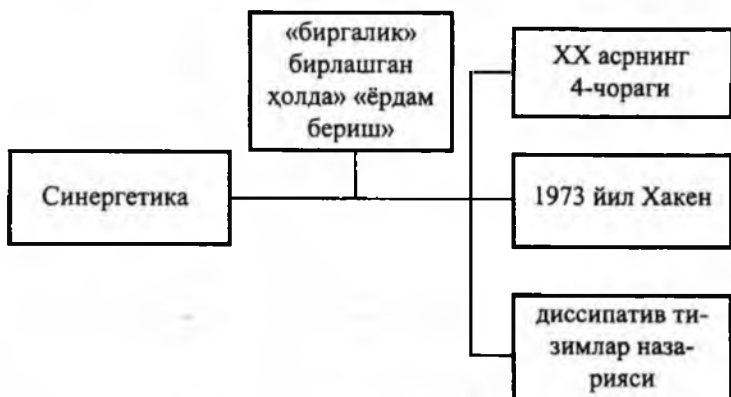 «биргалик»
бирлашган
ҳолда» «ёрдам
бериш»
XX асрнинг
4-чораги
Синергетика
1973 йил Хакен
диссипатив ти-
зимлар наза-
рияси